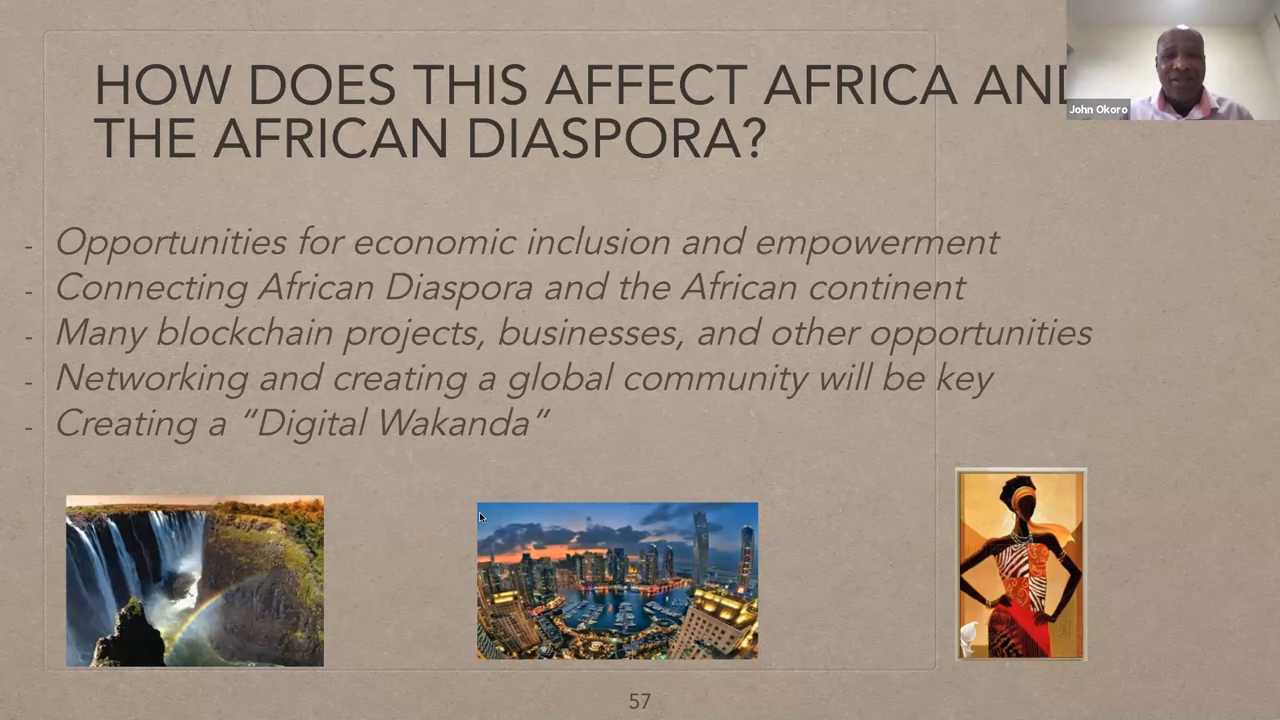 HOW DOES THIS AFFECT AFRICA AND
THE AFRICAN DIASPORA?
John Okoro
- Opportunities for economic inclusion and empowerment
- Connecting African Diaspora and the African continent
- Many blockchain projects, businesses, and other opportunities
- Networking and creating a global community will be key
- Creating a “Digital Wakanda”
57